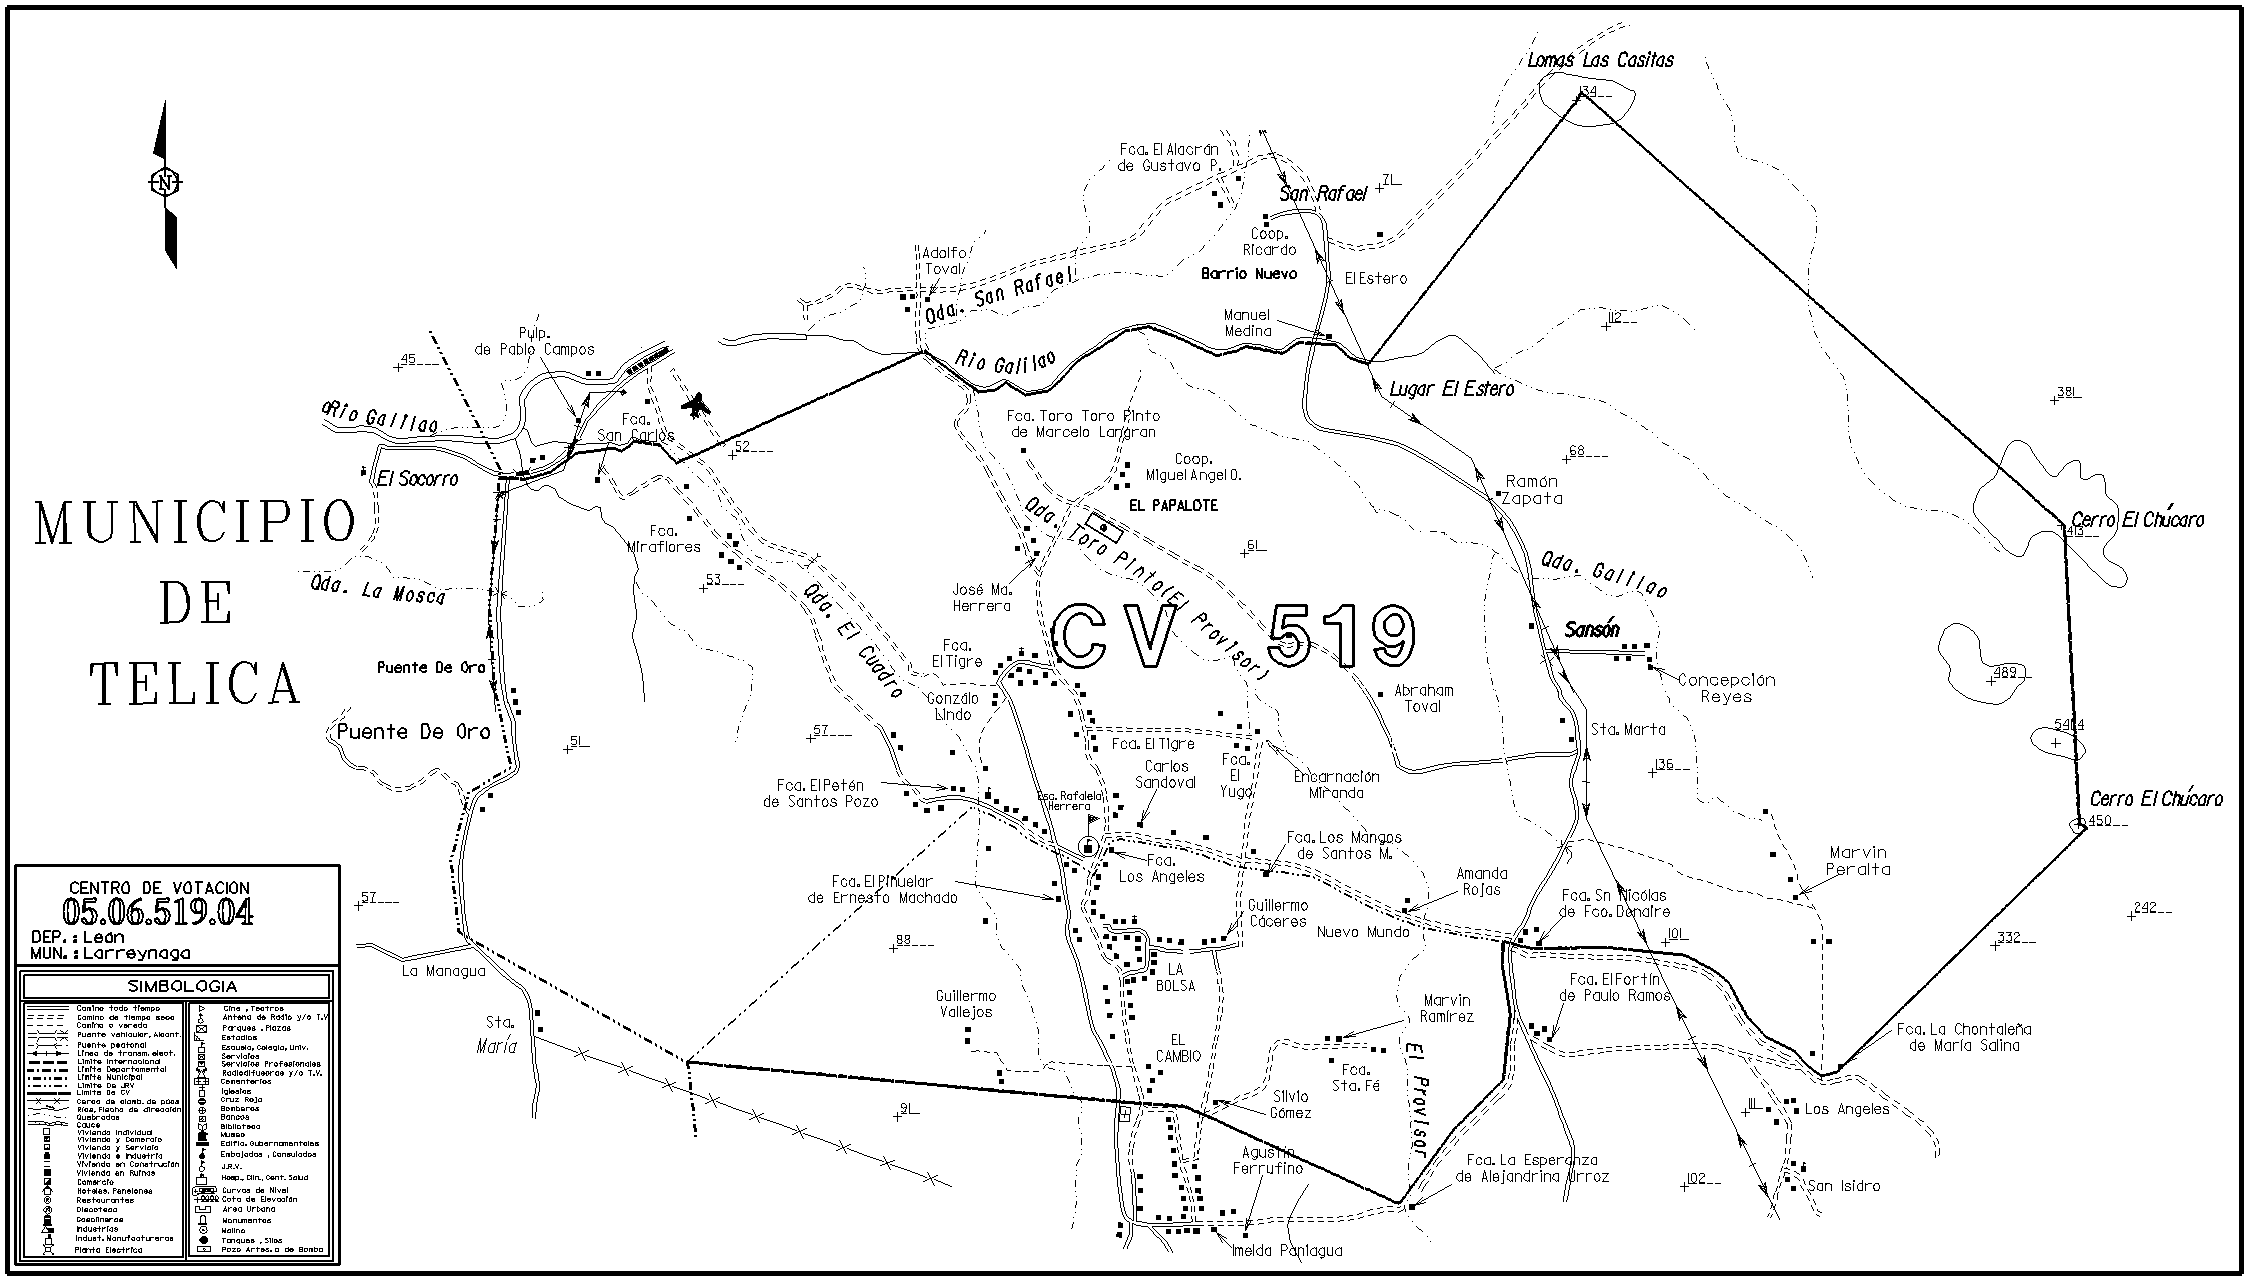 Lomas Las Casitas
134
Fca. El Alacrán
de Gustavo P.
San Rafael
71
Coop.
Ricardo
Barrio Nuevo
El Estero
Adolfo
Toval
Qda. San Rafael
Manuel
Medina
112
Pulp.
de Pablo Campos
45
Río Galilao
Lugar El Estero
381
Río Galilao
Fca.
San Carlos
52
Fca. Toro Toro Pinto
de Marcelo Langran
Coop.
Miguel Angel O.
EL PAPALOTE
68
Ramón
Zapata
El Socorro
N
MUNICIPIO
DE
TELICA
Fca.
Miraflores
Qda. Toro Pinto (El Provisor)
61
Cerro El Chúcaro
413
Qda. Galilao
53
Qda. La Mosca
Qda. El Cuadro
José Ma.
Herrera
CV 519
Sansón
Concepción
Reyes
489
Puente De Oro
Fca.
El Tigre
Gonzálo
Lindo
Abraham
Toval
Puente De Oro
51
57
Fca. El Tigre
Sta. Marta
544
Carlos
Sandoval
Fca.
El
Yugo
Encarnación
Miranda
136
Fca. El Petén
de Santos Pozo
Esc. Rafalela
Herrera
Cerro El Chúcaro
450
Fca. Los Mangos
de Santos M.
Fca.
Los Angeles
Amanda
Rojas
Marvin
Peralta
Fca. El Piñuelar
de Ernesto Machado
57
Guillermo
Cáceres
Nuevo Mundo
Fca. Sn Nicólas
de Fco. Denaire
242
88
101
332
La Managua
LA
BOLSA
Fca. El Fortín
de Paulo Ramos
Guillermo
Vallejos
Marvin
Ramírez
Sta.
María
EL
CAMBIO
Fca. La Chontaleña
de María Salina
Fca.
Sta. Fé
El Provisor
Silvio
Gómez
91
111
Los Angeles
Agustín
Ferrufino
Fca. La Esperanza
de Alejandrina Urroz
102
San Isidro
Imelda Paniagua
CENTRO DE VOTACION
05.06.519.04
DEP. : León
MUN. : Larreynaga
SIMBOLOGIA
Camino todo tiempo
Camino de tiempo seco
Camino o vereda
Puente vehicular, Alcant.
Puente peatonal
Línea de transm. elect.
Límite Internacional
Límite Departamental
Límite Municipal
Límite De JRV
Límite De CV
Cerca de alamb. de púas
Ríos, Flecha de dirección
Quebradas
Cauce
Vivienda Individual
Vivienda y Comercio
Vivienda y Servicio
Vivienda e Industria
Vivienda en Construción
Vivienda en Ruinas
Comercio
Hoteles, Pensiones
Restaurantes
Discoteca
Gasolineras
Industrias
Indust. Manufactureras
Planta Electrica
Cine , Teatros
Antena de Radio y/o T.V
Parques , Plazas
Estadios
Escuela, Colegio, Univ.
Servicios
Servicios Profesionales
Radiodifusoras y/o T.V.
Cementerios
Iglesias
Cruz Roja
Bomberos
Bancos
Biblioteca
Museo
Edific. Gubernamentales
Embajadas , Consulados
J.R.V.
Hosp., Clin., Cent. Salud
Curvas de Nivel
Cota de Elevación
Area Urbana
Monumentos
Molino
Tanques , Silos
Pozo Artes. o de Bomba